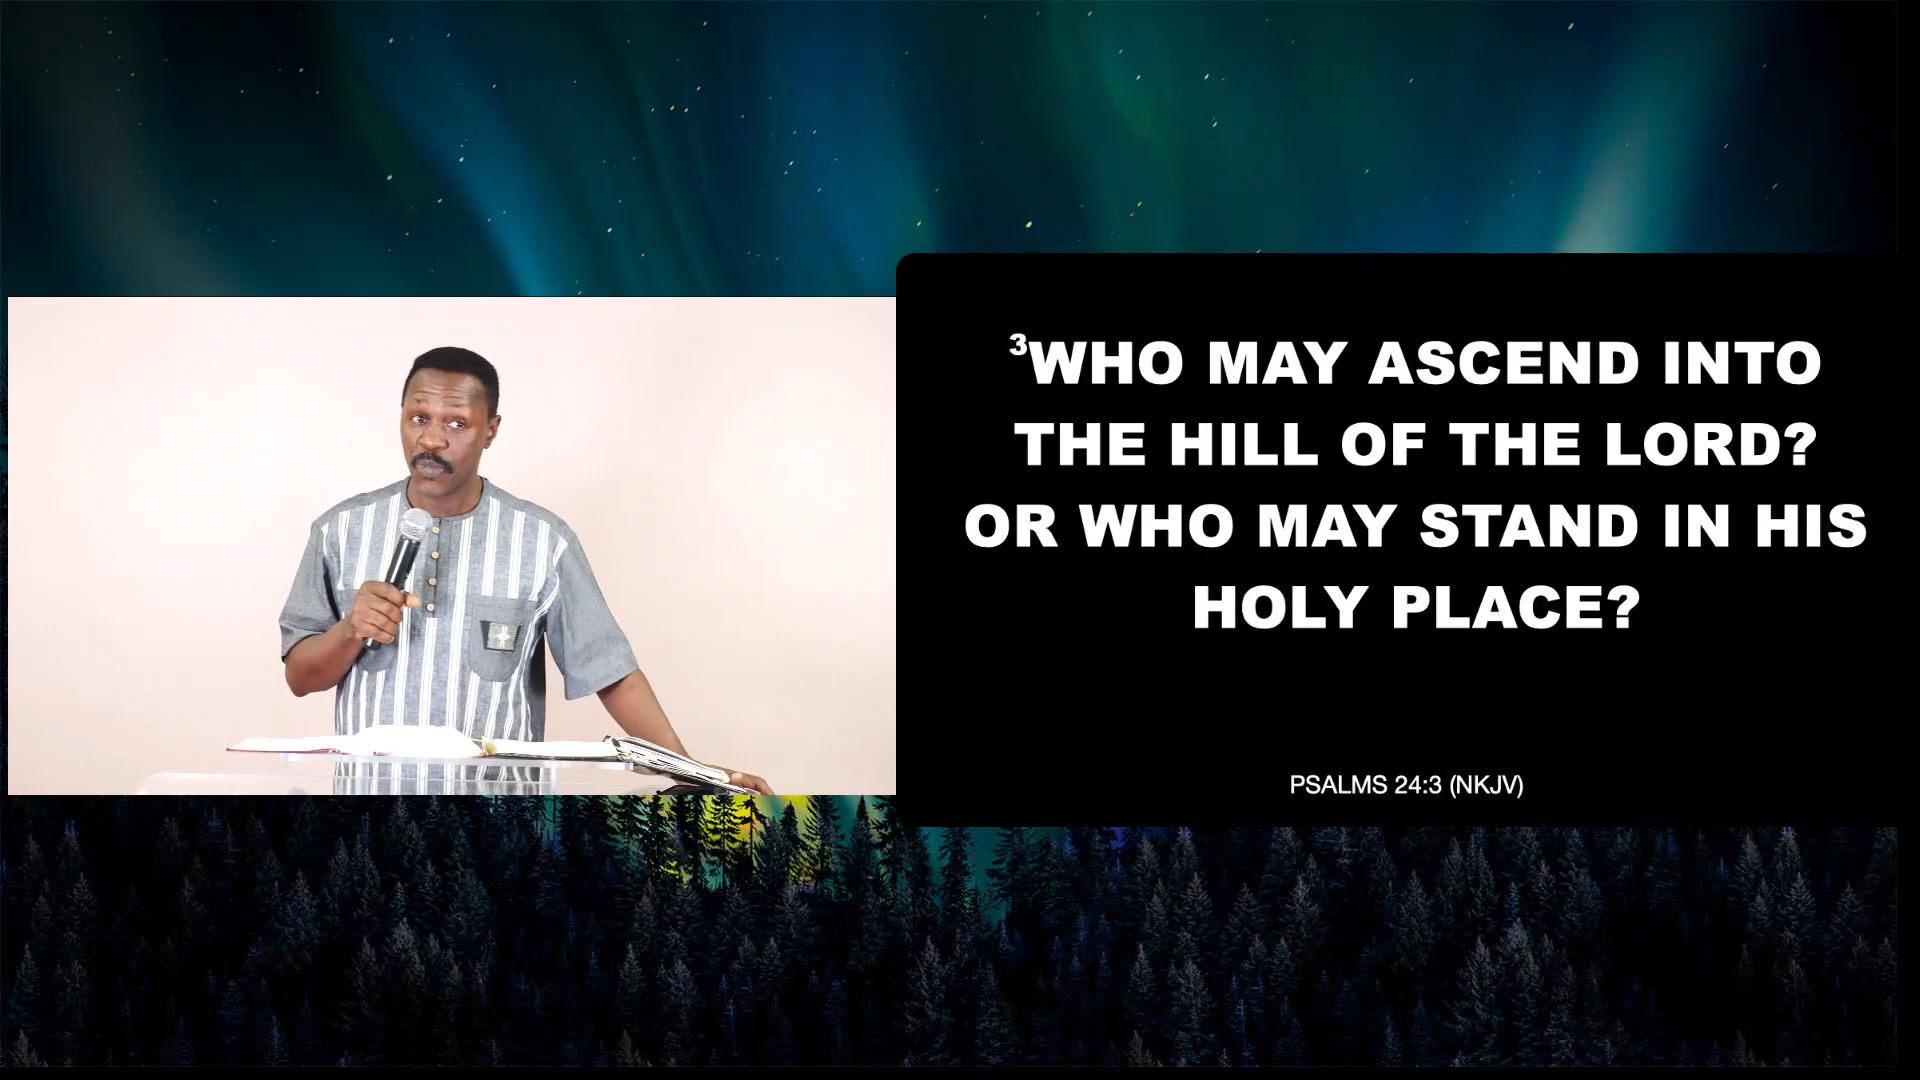 ³WHO MAY ASCEND INTO
THE HILL OF THE LORD?
OR WHO MAY STAND IN HIS
HOLY PLACE?
PSALMS 24:3 (NKJV)